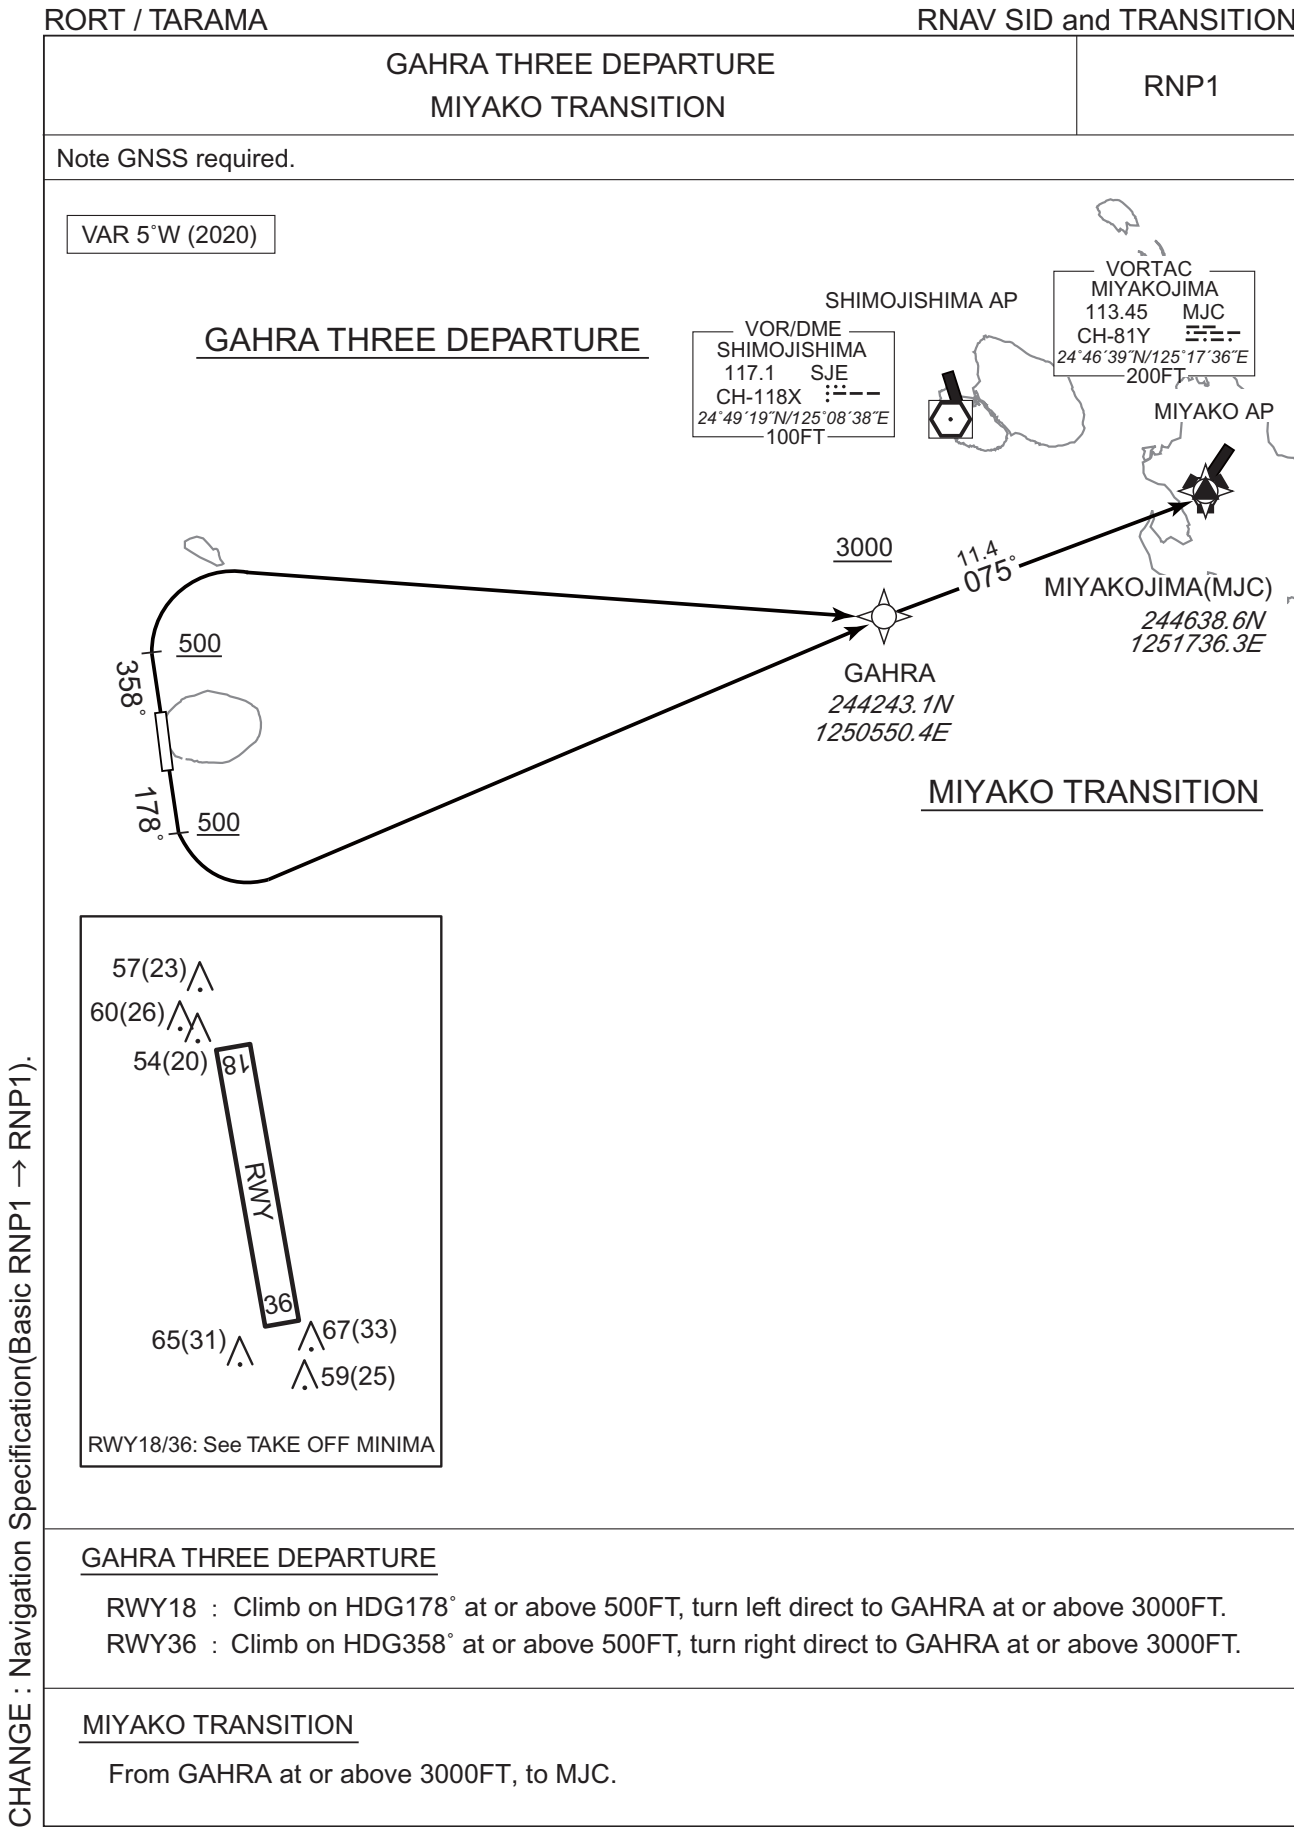 RORT / TARAMA
RNAV SID and TRANSITION
GAHRA THREE DEPARTURE
MIYAKO TRANSITION
RNP1
Note GNSS required.
VAR 5˚W (2020)
GAHRA THREE DEPARTURE
SHIMOJISHIMA AP
VOR/DME
SHIMOJISHIMA
117.1 SJE
CH-118X
24˚49´19˝N/125˚08´38˝E
100FT
VORTAC
MIYAKOJIMA
113.45 MJC
CH-81Y
24˚46´39˝N/125˚17´36˝E
200FT
MIYAKO AP
3000
11.4
075˚
MIYAKOJIMA(MJC)
244638.6N
1251736.3E
GAHRA
244243.1N
1250550.4E
500
358˚
178˚
500
MIYAKO TRANSITION
57(23)
60(26)
54(20)
18
RWY
36
65(31)
67(33)
59(25)
RWY18/36: See TAKE OFF MINIMA
GAHRA THREE DEPARTURE
RWY18 : Climb on HDG178˚ at or above 500FT, turn left direct to GAHRA at or above 3000FT.
RWY36 : Climb on HDG358˚ at or above 500FT, turn right direct to GAHRA at or above 3000FT.
MIYAKO TRANSITION
From GAHRA at or above 3000FT, to MJC.
CHANGE : Navigation Specification(Basic RNP1 → RNP1).